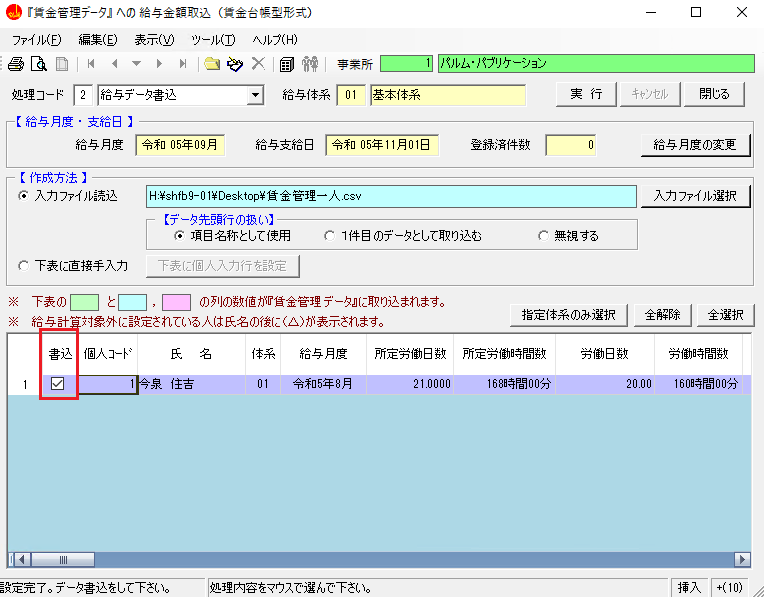 『賃金管理データ』への 給与金額取込 (賃金台帳型形式)
ファイル(F) 編集(E) 表示(V) ツール(T) ヘルプ(H)
事業所 1 パルム・パブリケーション
処理コード 2 給与データ書込 給与体系 01 基本体系 実 行 キャンセル 閉じる
【 給与月度・支給日 】
給与月度 令和 05年09月 給与支給日 令和 05年11月01日 登録済件数 0 給与月度の変更
【 作成方法 】
入力ファイル読込 H:¥shfb9-01¥Desktop¥賃金管理一人.csv 入力ファイル選択
【データ先頭行の扱い】
項目名称として使用 1件目のデータとして取り込む 無視する
下表に直接手入力 下表に個人入力行を設定
※ 下表の と , の列の数値が『賃金管理データ』に取り込まれます。
※ 給与計算対象外に設定されている人は氏名の後に〈△〉が表示されます。
指定体系のみ選択 全解除 全選択
書込 個人コード 氏 名 体系 給与月度 所定労働日数 所定労働時間数 労働日数 労働時間数
1 1 今泉 住吉 01 令和5年8月 21.0000 168時間00分 20.00 160時間00分
設定完了。データ書込をして下さい。 処理内容をマウスで選んで下さい。 挿入 +(10)